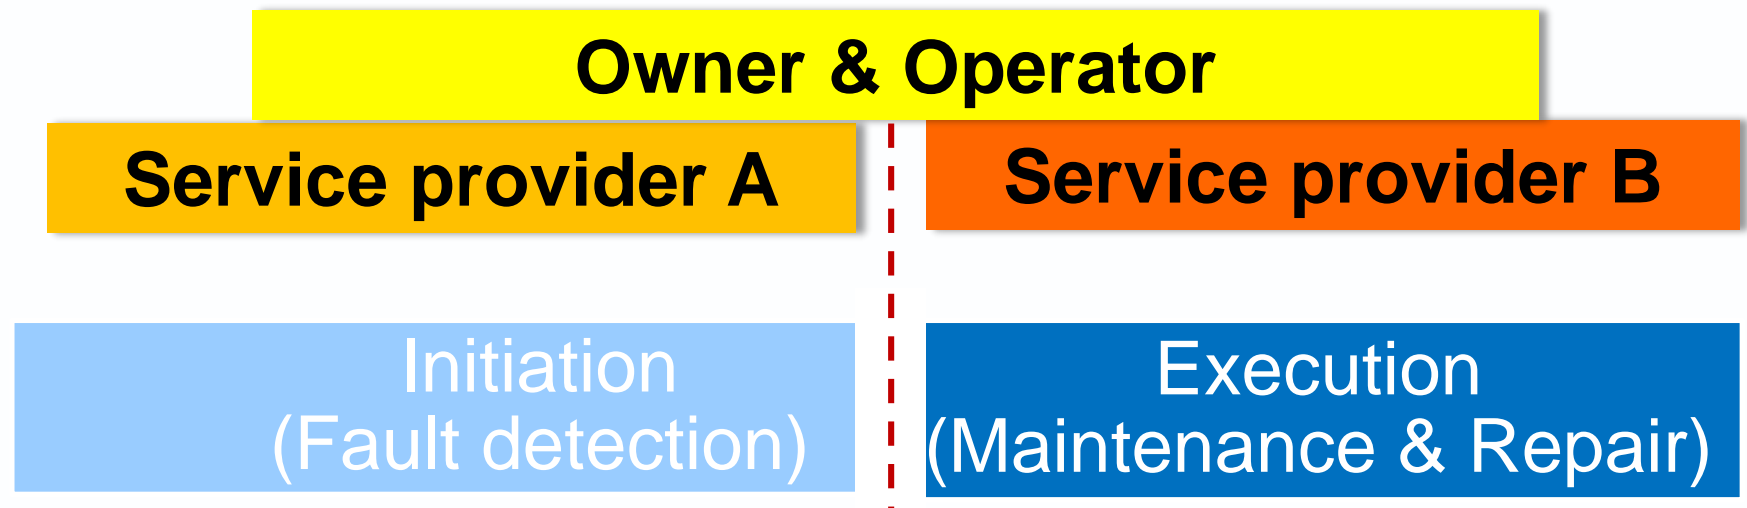 Owner & Operator
Service provider A
Service provider B
Initiation
(Fault detection)
Execution
(Maintenance & Repair)